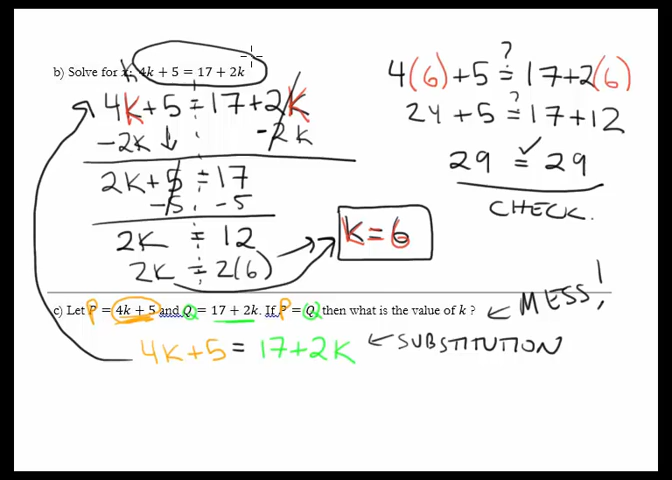 b) Solve for k: 4k + 5 = 17 + 2k
4k+5 = 17+2k
-2k ↓ -2k
2k+5 = 17
-5 -5
2k = 12
2k = 2(6)
k=6
4(6)+5 ≟ 17+2(6)
24+5 ≟ 17+12
29 = ✓ 29
CHECK.
c) Let P = 4k + 5 and Q = 17 + 2k. If P = Q then what is the value of k ? ← MESS!
4k+5 = 17+2k ← SUBSTITUTION